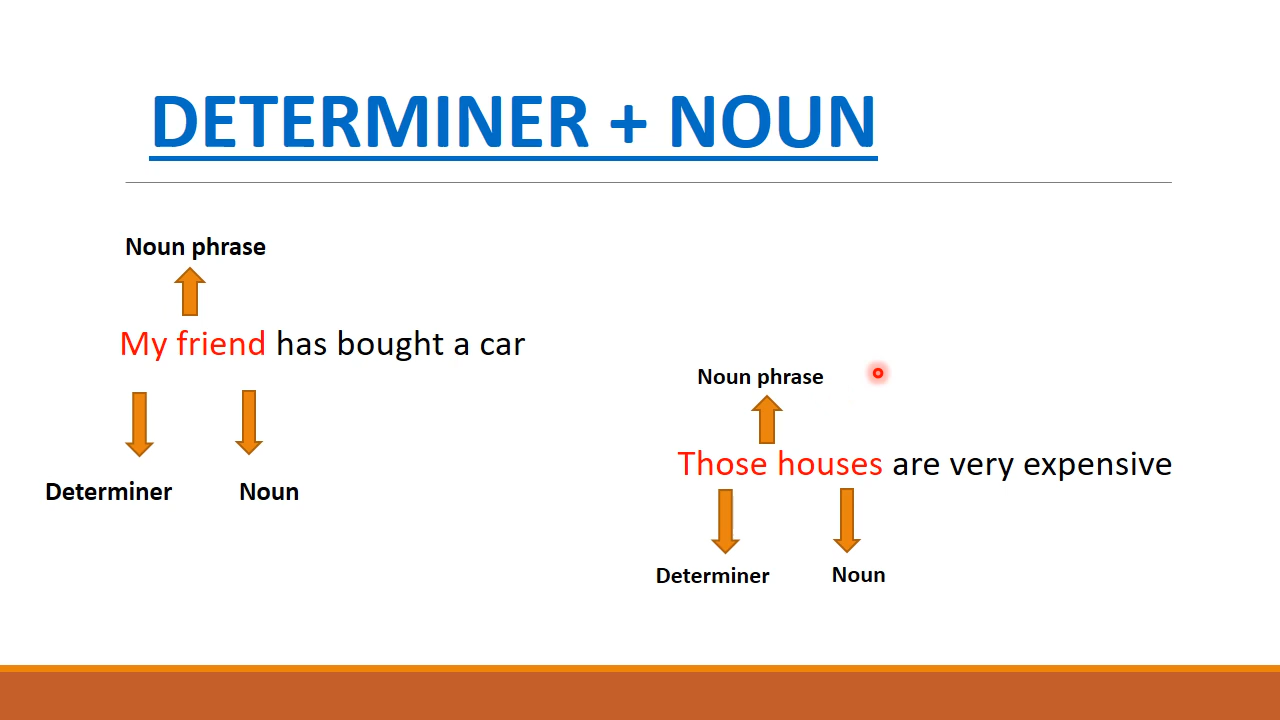 DETERMINER + NOUN
Noun phrase
My friend has bought a car
Determiner Noun
Noun phrase
Those houses are very expensive
Determiner Noun